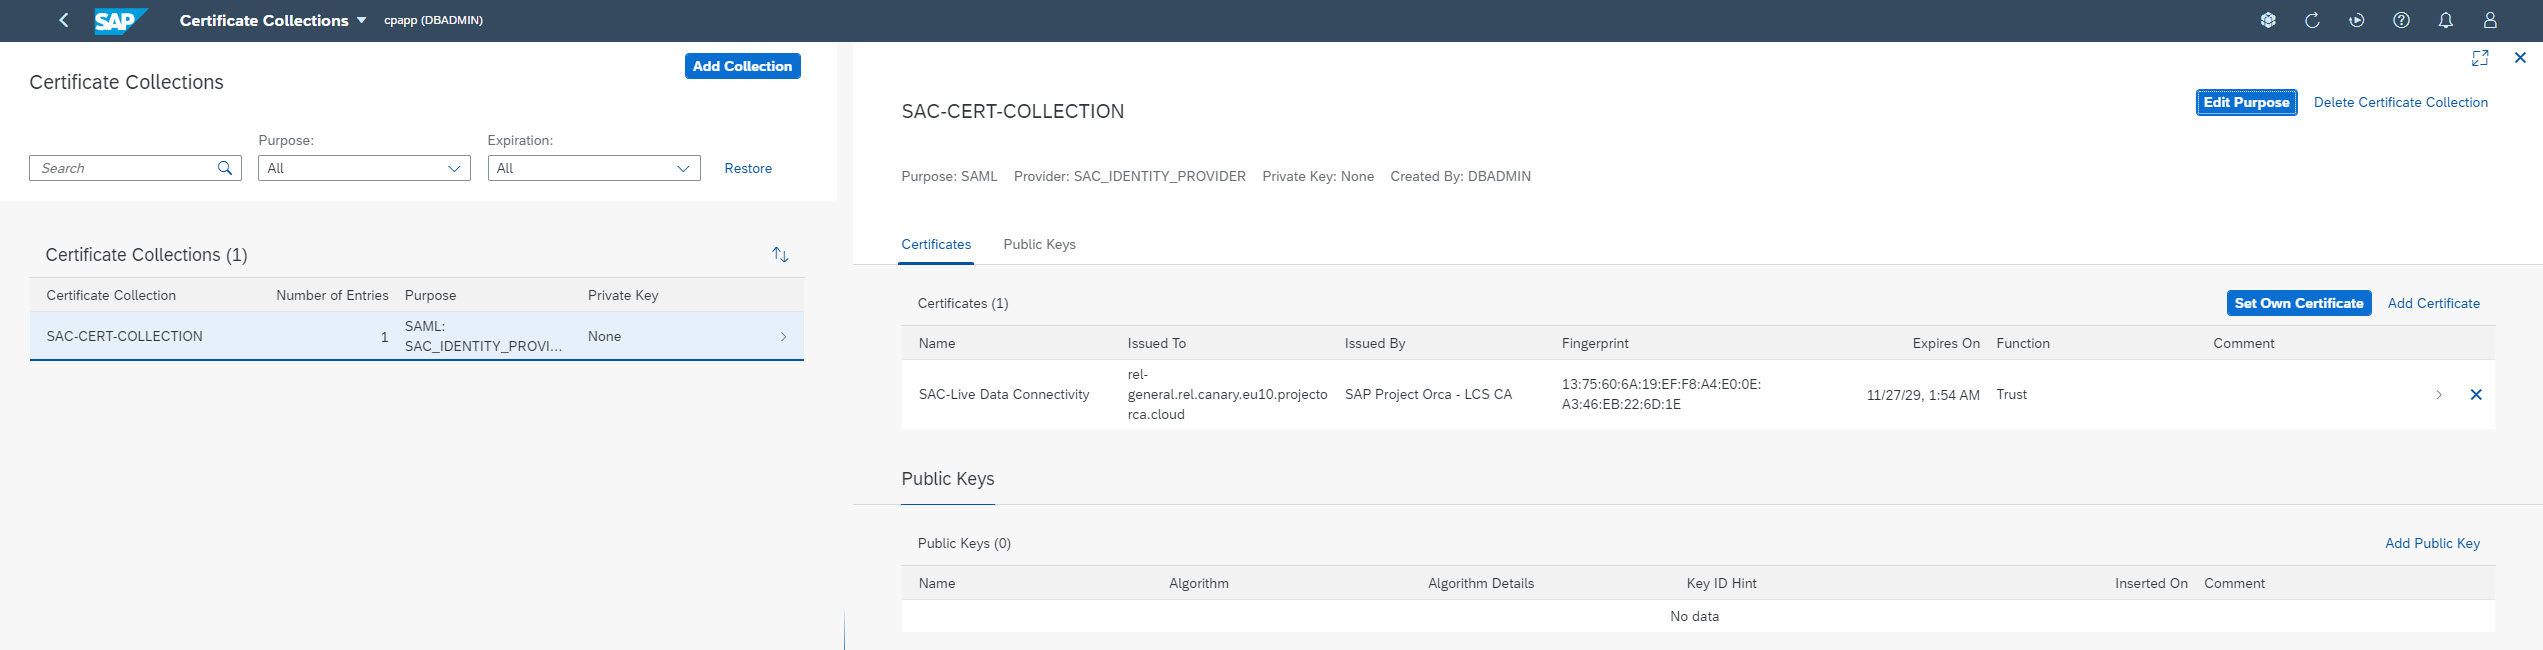 SAP Certificate Collections cpapp (DBADMIN)
Certificate Collections
Add Collection
Purpose: Expiration:
Search All All Restore
Certificate Collections (1)
Certificate Collection Number of Entries Purpose Private Key
SAC-CERT-COLLECTION 1 SAML: None
SAC_IDENTITY_PROVI...
SAC-CERT-COLLECTION
Edit Purpose Delete Certificate Collection
Purpose: SAML Provider: SAC_IDENTITY_PROVIDER Private Key: None Created By: DBADMIN
Certificates Public Keys
Certificates (1) Set Own Certificate Add Certificate
Name Issued To Issued By Fingerprint Expires On Function Comment
rel-
general.rel.canary.eu10.projecto
rca.cloud
SAC-Live Data Connectivity SAP Project Orca - LCS CA
13:75:60:6A:19:EF:F8:A4:E0:0E:
A3:46:EB:22:6D:1E
11/27/29, 1:54 AM Trust
Public Keys
Public Keys (0) Add Public Key
Name Algorithm Algorithm Details Key ID Hint Inserted On Comment
No data